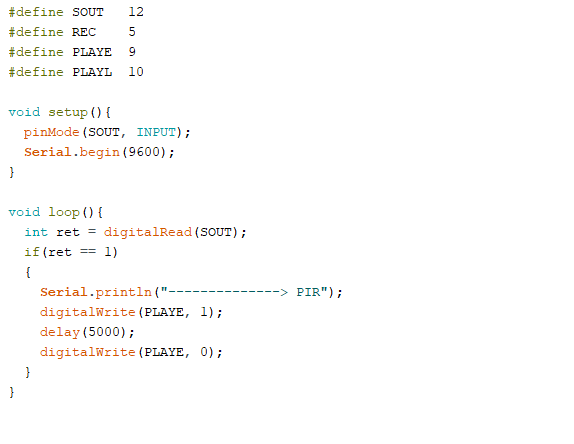 #define SOUT   12
#define REC    5
#define PLAYE  9
#define PLAYL  10

void setup(){
  pinMode(SOUT, INPUT);
  Serial.begin(9600);
}

void loop(){
  int ret = digitalRead(SOUT);
  if(ret == 1)
  {
    Serial.println("--------------> PIR");
    digitalWrite(PLAYE, 1);
    delay(5000);
    digitalWrite(PLAYE, 0);
  }
}